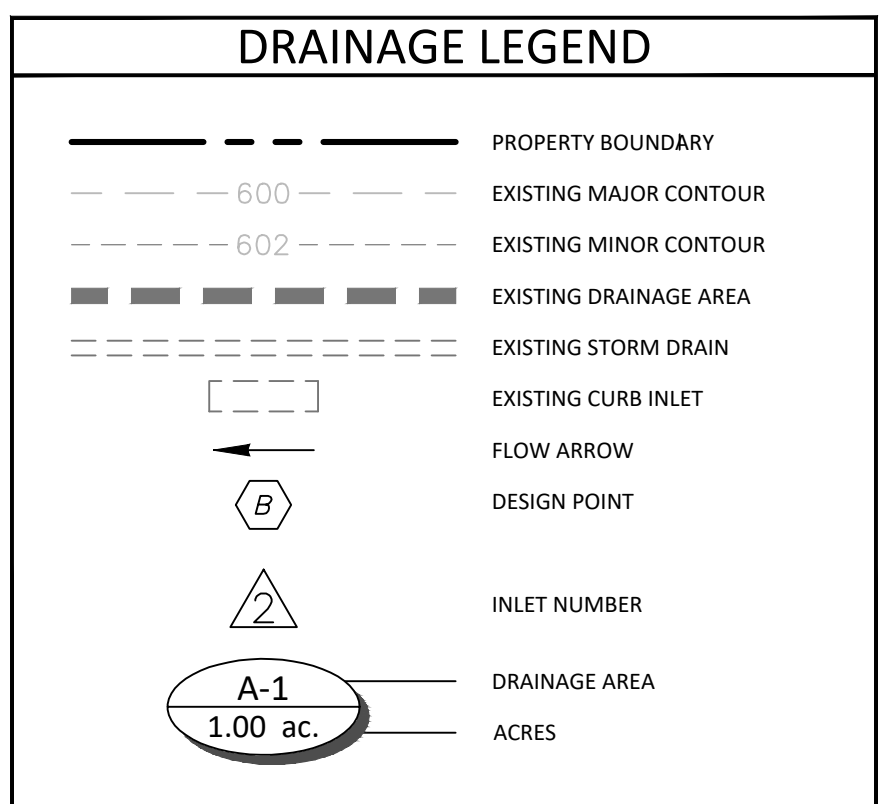 DRAINAGE LEGEND
PROPERTY BOUNDARY
600 EXISTING MAJOR CONTOUR
602 EXISTING MINOR CONTOUR
EXISTING DRAINAGE AREA
EXISTING STORM DRAIN
EXISTING CURB INLET
FLOW ARROW
B DESIGN POINT
2 INLET NUMBER
A-1 DRAINAGE AREA
1.00 ac. ACRES